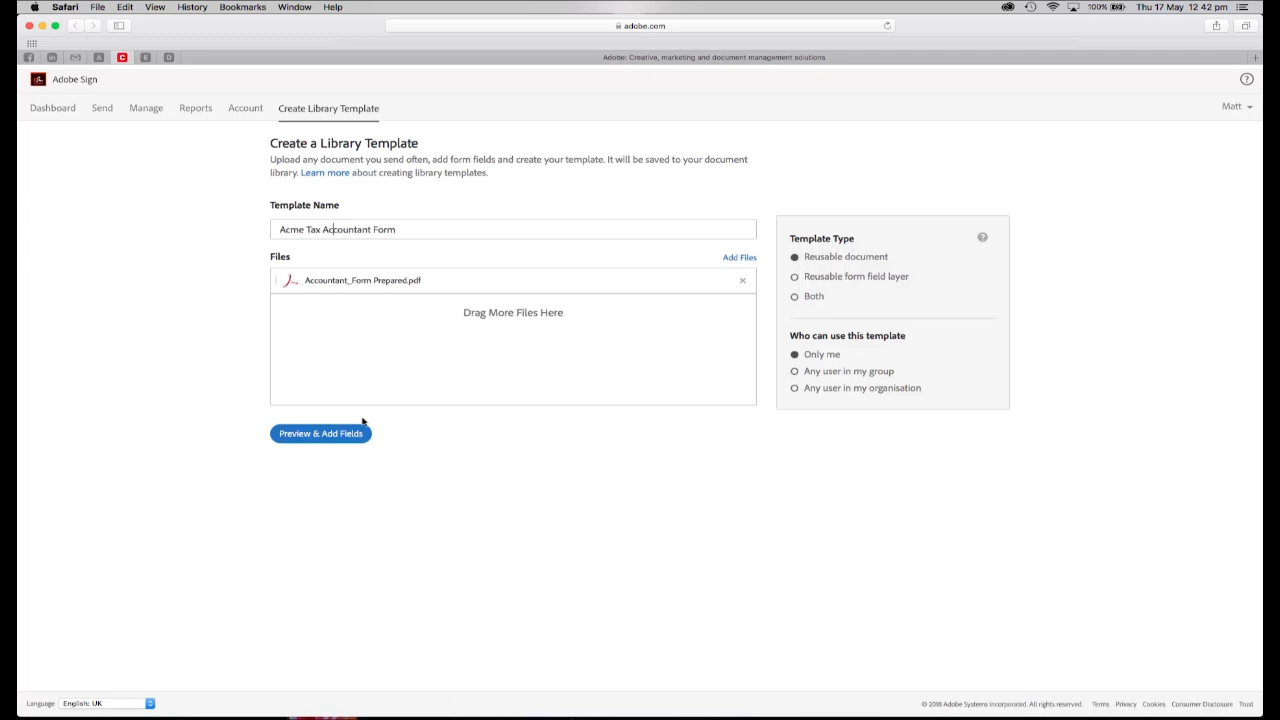 Safari File Edit View History Bookmarks Window Help 100% Thu 17 May 12:42 pm
adobe.com
A C E D Adobe: Creative, marketing and document management solutions
Adobe Sign
Dashboard Send Manage Reports Account Create Library Template Matt
Create a Library Template
Upload any document you send often, add form fields and create your template. It will be saved to your document
library. Learn more about creating library templates.
Template Name
Acme Tax Accountant Form
Files Add Files
Accountant_Form Prepared.pdf
Drag More Files Here
Preview & Add Fields
Template Type
Reusable document
Reusable form field layer
Both
Who can use this template
Only me
Any user in my group
Any user in my organisation
Language English: UK © 2018 Adobe Systems Incorporated. All rights reserved. Terms Privacy Cookies Consumer Disclosure Trust